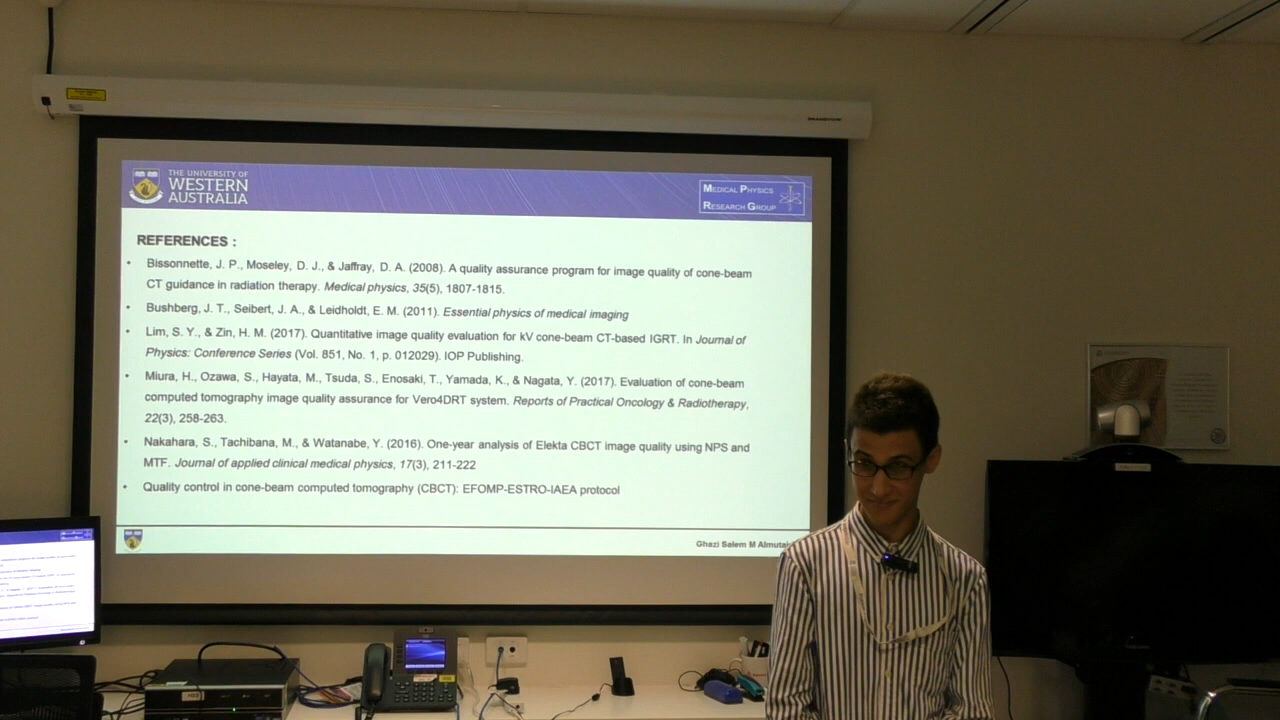 THE UNIVERSITY OF
WESTERN
AUSTRALIA
MEDICAL PHYSICS
RESEARCH GROUP
REFERENCES :
• Bissonnette, J. P., Moseley, D. J., & Jaffray, D. A. (2008). A quality assurance program for image quality of cone-beam
CT guidance in radiation therapy. Medical physics, 35(5), 1807-1815.
• Bushberg, J. T., Seibert, J. A., & Leidholdt, E. M. (2011). Essential physics of medical imaging
• Lim, S. Y., & Zin, H. M. (2017). Quantitative image quality evaluation for kV cone-beam CT-based IGRT. In Journal of
Physics: Conference Series (Vol. 851, No. 1, p. 012029). IOP Publishing.
• Miura, H., Ozawa, S., Hayata, M., Tsuda, S., Enosaki, T., Yamada, K., & Nagata, Y. (2017). Evaluation of cone-beam
computed tomography image quality assurance for Vero4DRT system. Reports of Practical Oncology & Radiotherapy,
22(3), 258-263.
• Nakahara, S., Tachibana, M., & Watanabe, Y. (2016). One-year analysis of Elekta CBCT image quality using NPS and
MTF. Journal of applied clinical medical physics, 17(3), 211-222
• Quality control in cone-beam computed tomography (CBCT): EFOMP-ESTRO-IAEA protocol
Ghazi Salem M